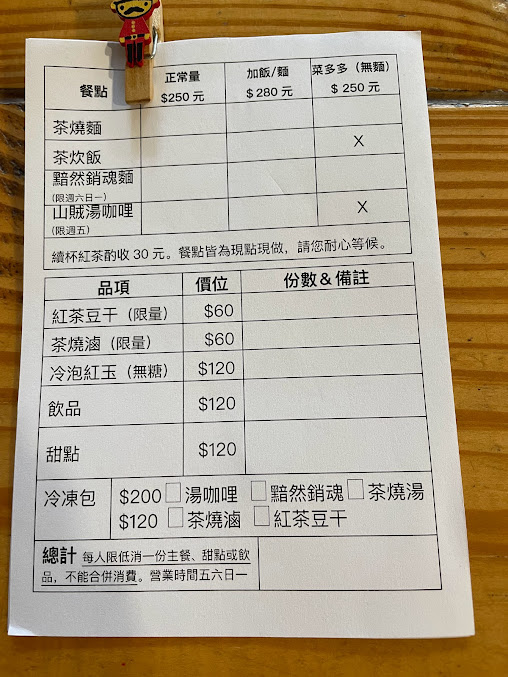 餐點 正常量 $250 元 加飯/麵 $280 元 菜多多（無麵） $ 250 元
茶燒麵
茶炊飯 X
黯然銷魂麵
(限週六日一)
山賊湯咖哩 X
(限週五)
續杯紅茶酌收 30 元。餐點皆為現點現做，請您耐心等候。
品項 價位 份數＆備註
紅茶豆干（限量） $60
茶燒滷（限量） $60
冷泡紅玉（無糖） $120
飲品 $120
甜點 $120
冷凍包 $200□湯咖哩 □黯然銷魂□茶燒湯
$120 □茶燒滷 □紅茶豆干
總計 每人限低消一份主餐、甜點或飲
品，不能合併消費。營業時間五六日一